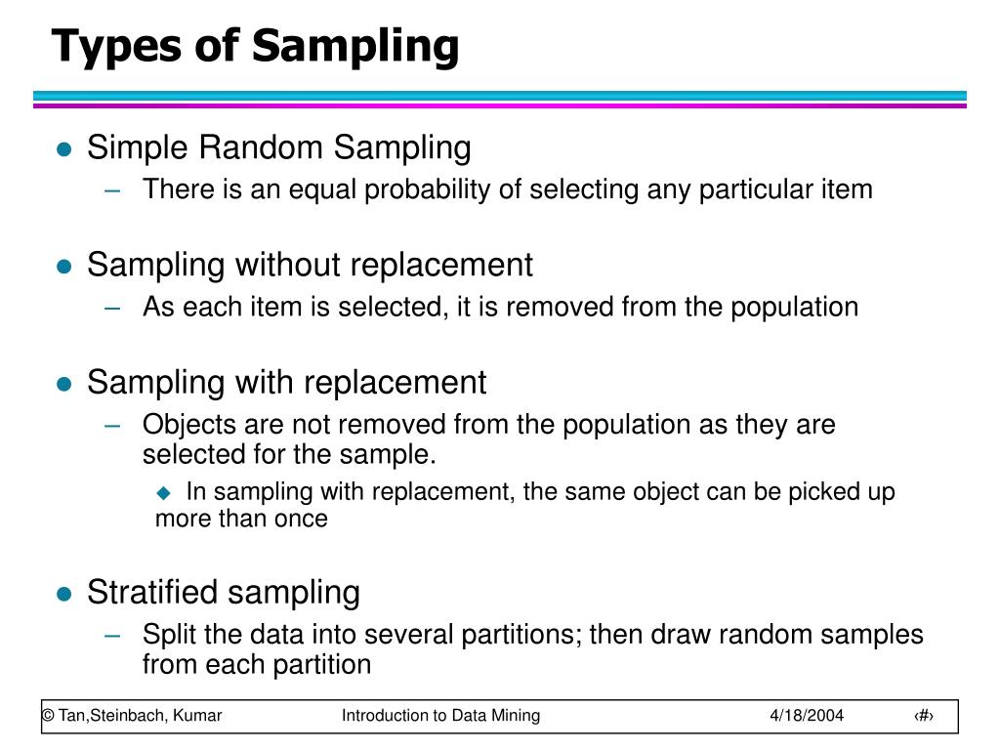 Types of Sampling
● Simple Random Sampling
– There is an equal probability of selecting any particular item
● Sampling without replacement
– As each item is selected, it is removed from the population
● Sampling with replacement
– Objects are not removed from the population as they are
selected for the sample.
◆ In sampling with replacement, the same object can be picked up
more than once
● Stratified sampling
– Split the data into several partitions; then draw random samples
from each partition
© Tan,Steinbach, Kumar Introduction to Data Mining 4/18/2004 ‹#›